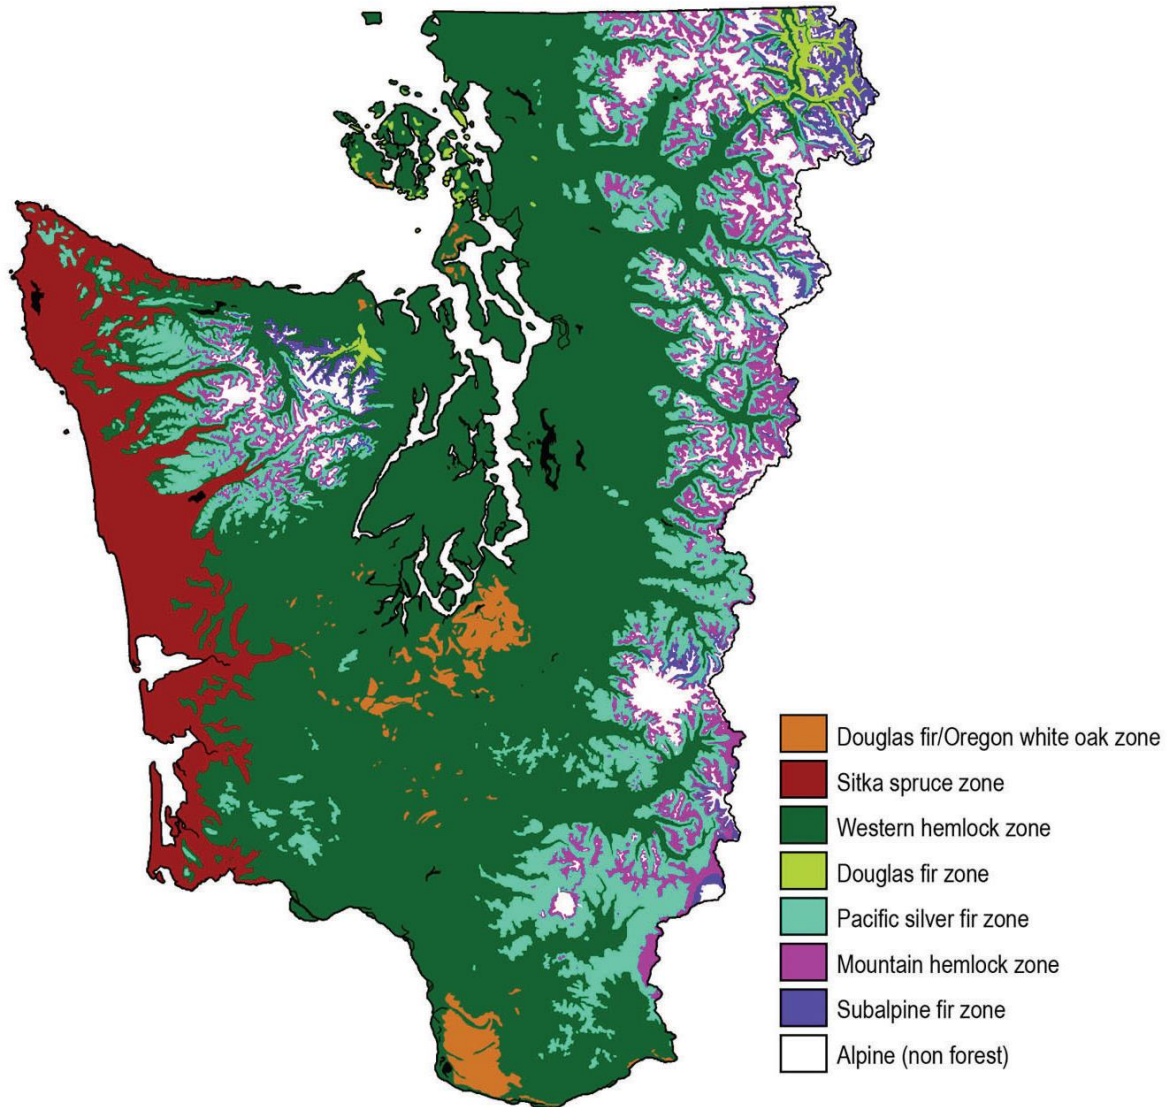 Douglas fir/Oregon white oak zone
Sitka spruce zone
Western hemlock zone
Douglas fir zone
Pacific silver fir zone
Mountain hemlock zone
Subalpine fir zone
Alpine (non forest)